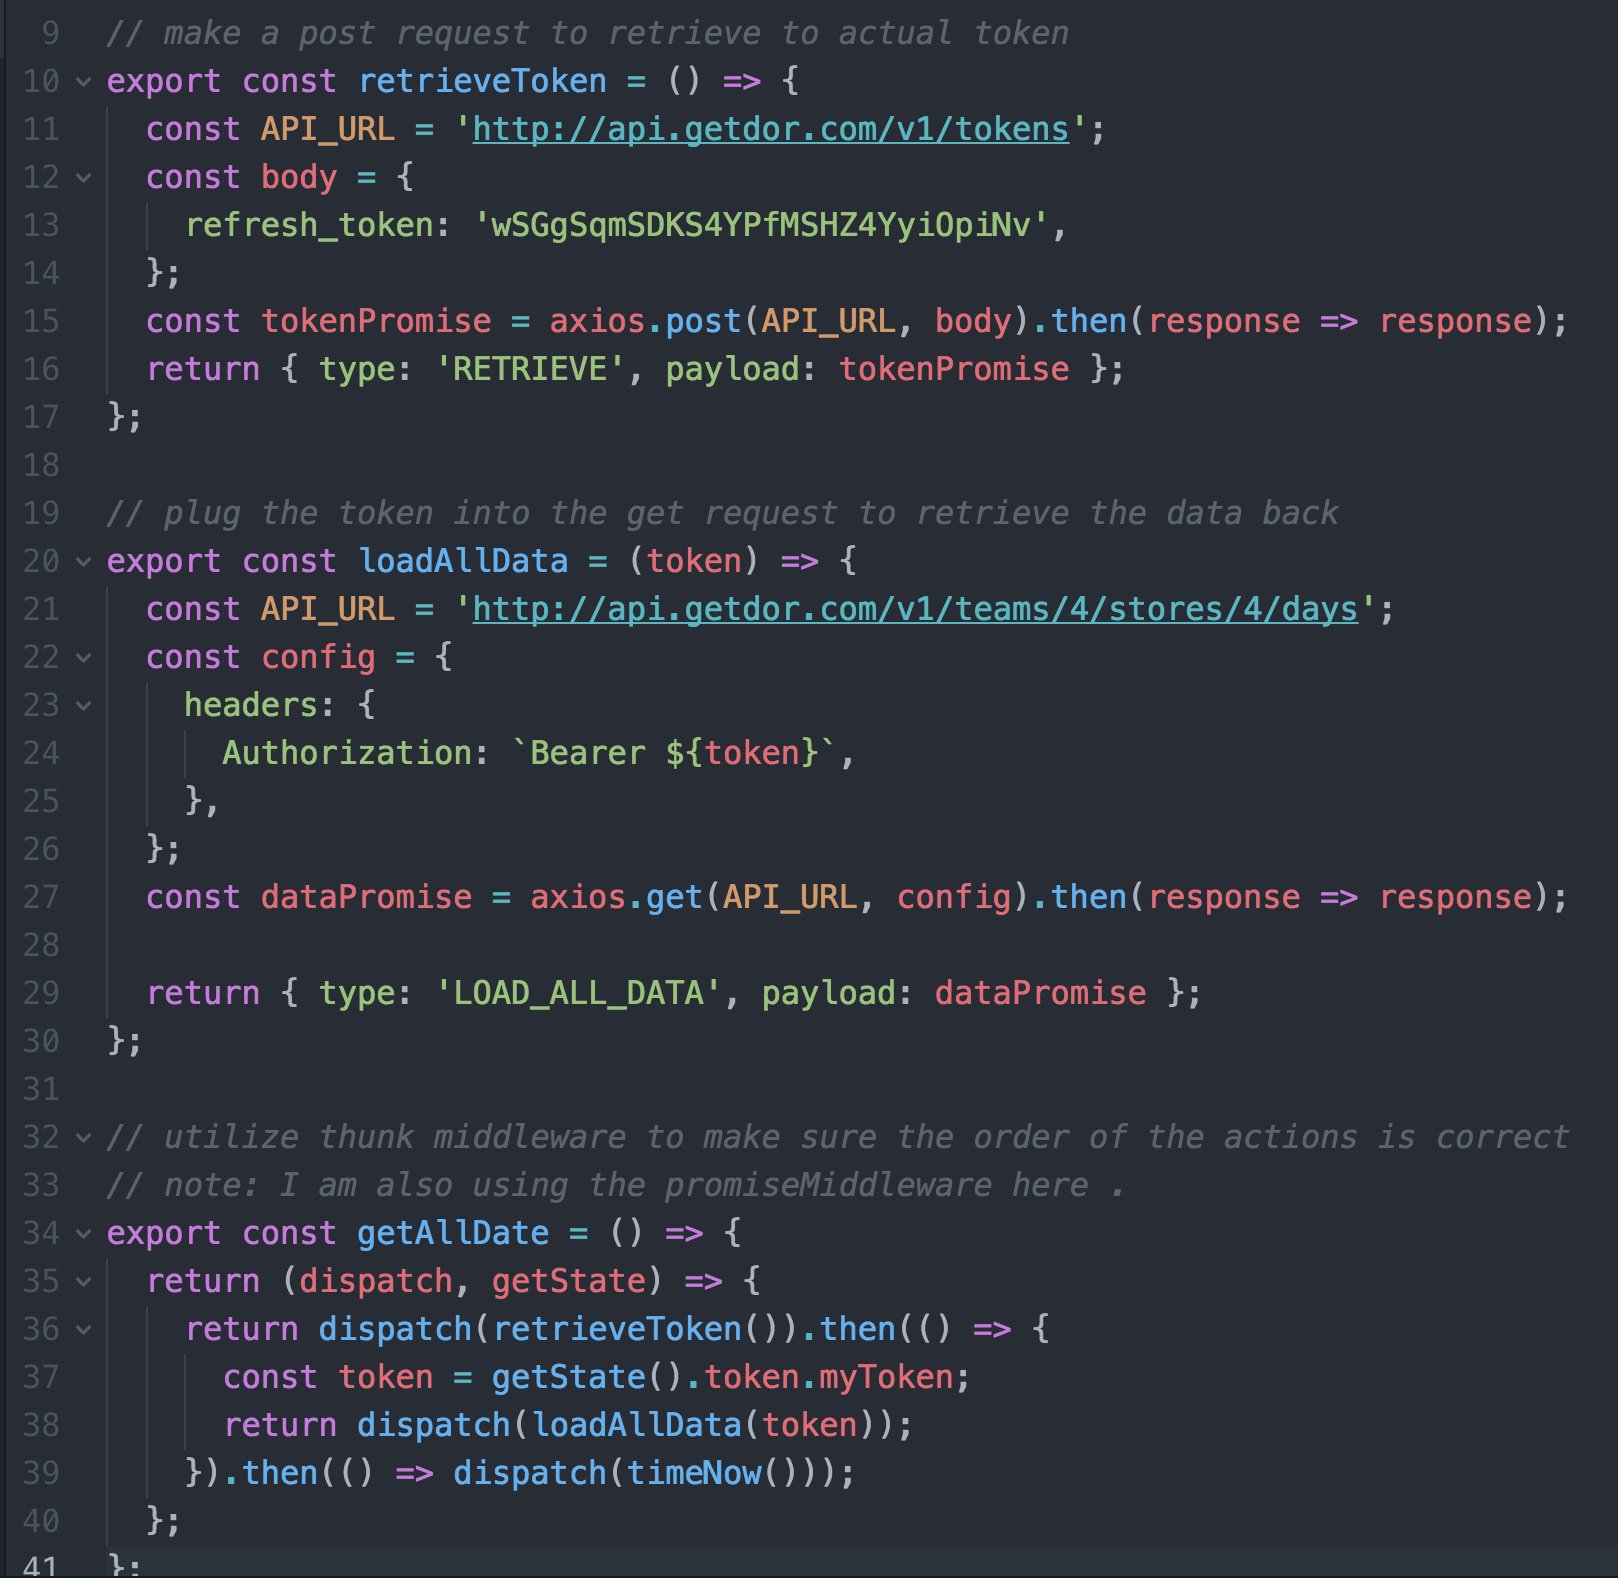 9 // make a post request to retrieve to actual token
10 export const retrieveToken = () => {
11 const API_URL = 'http://api.getdor.com/v1/tokens';
12 const body = {
13 refresh_token: 'wSGgSqmSDKS4YPfMSHZ4YyiOpiNv',
14 };
15 const tokenPromise = axios.post(API_URL, body).then(response => response);
16 return { type: 'RETRIEVE', payload: tokenPromise };
17 };
18
19 // plug the token into the get request to retrieve the data back
20 export const loadAllData = (token) => {
21 const API_URL = 'http://api.getdor.com/v1/teams/4/stores/4/days';
22 const config = {
23 headers: {
24 Authorization: `Bearer ${token}`,
25 },
26 };
27 const dataPromise = axios.get(API_URL, config).then(response => response);
28
29 return { type: 'LOAD_ALL_DATA', payload: dataPromise };
30 };
31
32 // utilize thunk middleware to make sure the order of the actions is correct
33 // note: I am also using the promiseMiddleware here .
34 export const getAllDate = () => {
35 return (dispatch, getState) => {
36 return dispatch(retrieveToken()).then(() => {
37 const token = getState().token.myToken;
38 return dispatch(loadAllData(token));
39 }).then(() => dispatch(timeNow()));
40 };
41 };